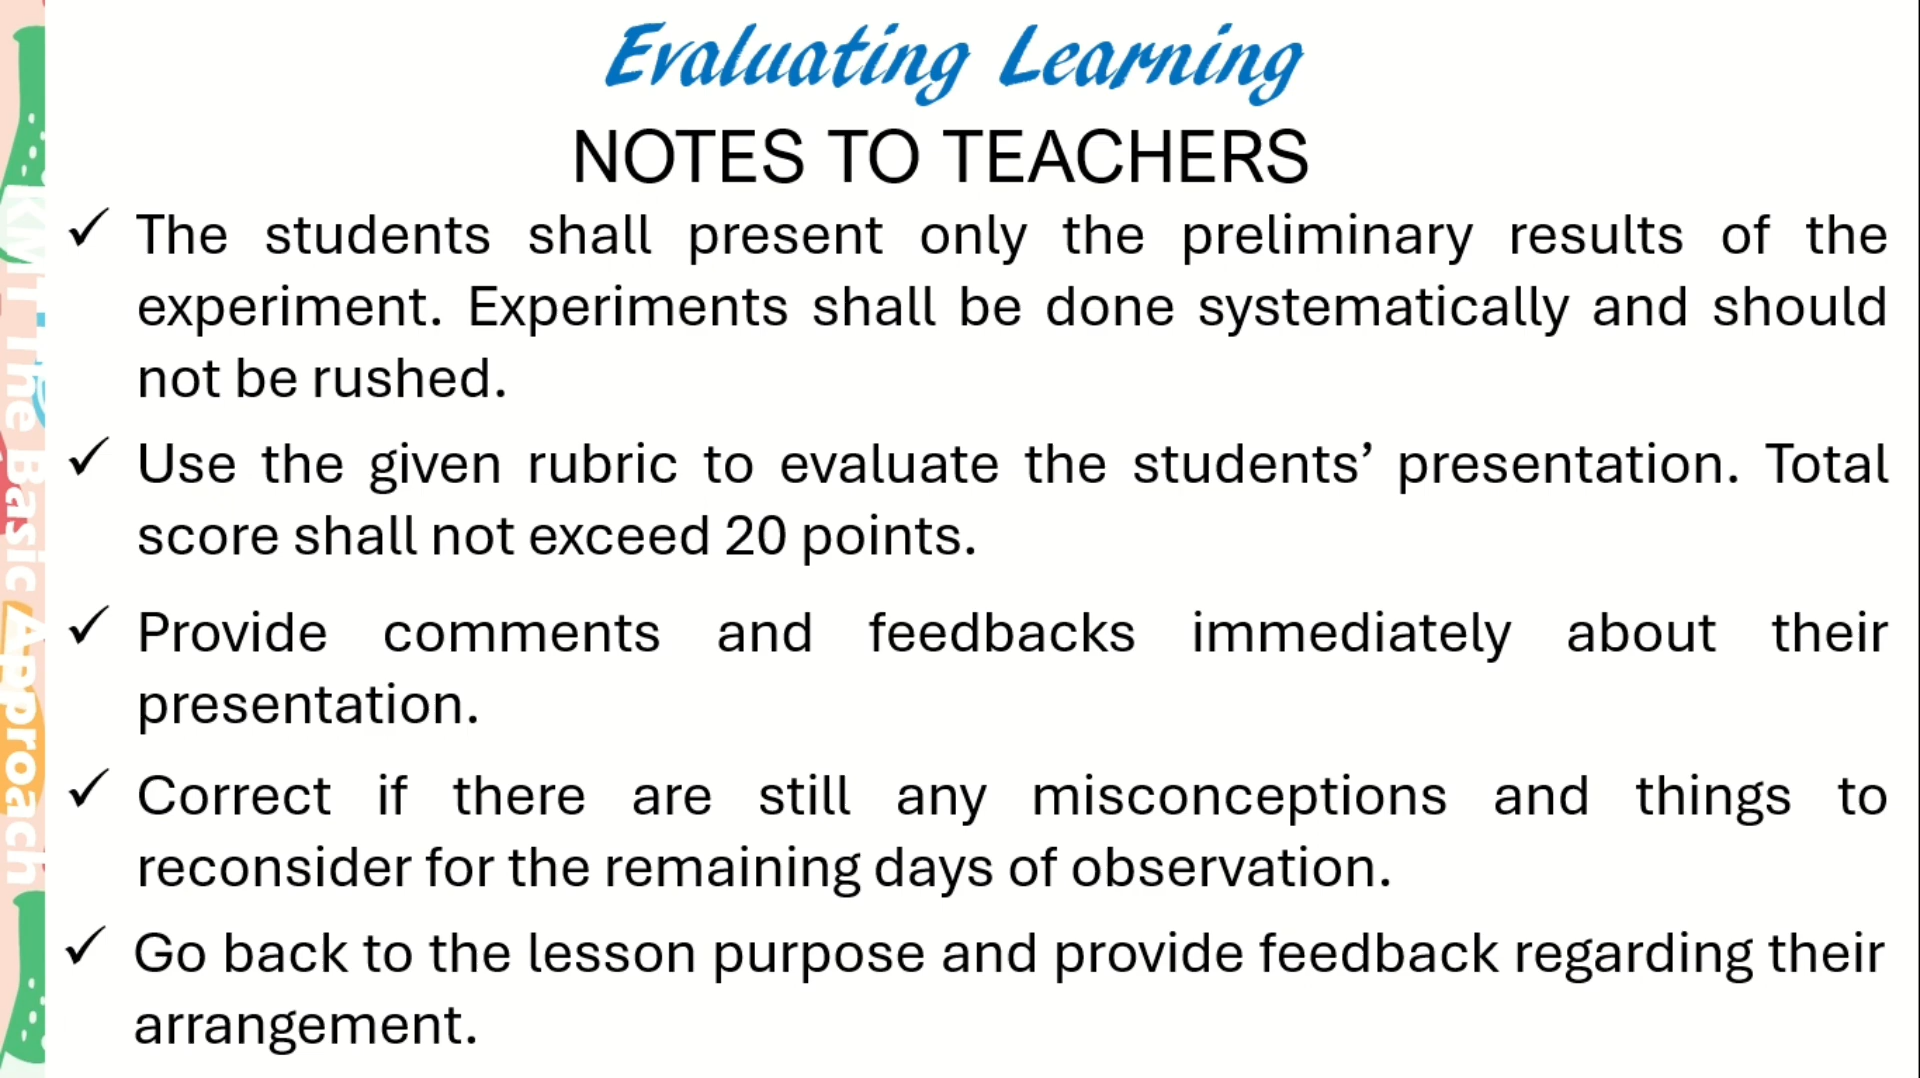 Evaluating Learning
NOTES TO TEACHERS
✓ The students shall present only the preliminary results of the
experiment. Experiments shall be done systematically and should
not be rushed.
✓ Use the given rubric to evaluate the students’ presentation. Total
score shall not exceed 20 points.
✓ Provide comments and feedbacks immediately about their
presentation.
✓ Correct if there are still any misconceptions and things to
reconsider for the remaining days of observation.
✓ Go back to the lesson purpose and provide feedback regarding their
arrangement.
The Basic Approach